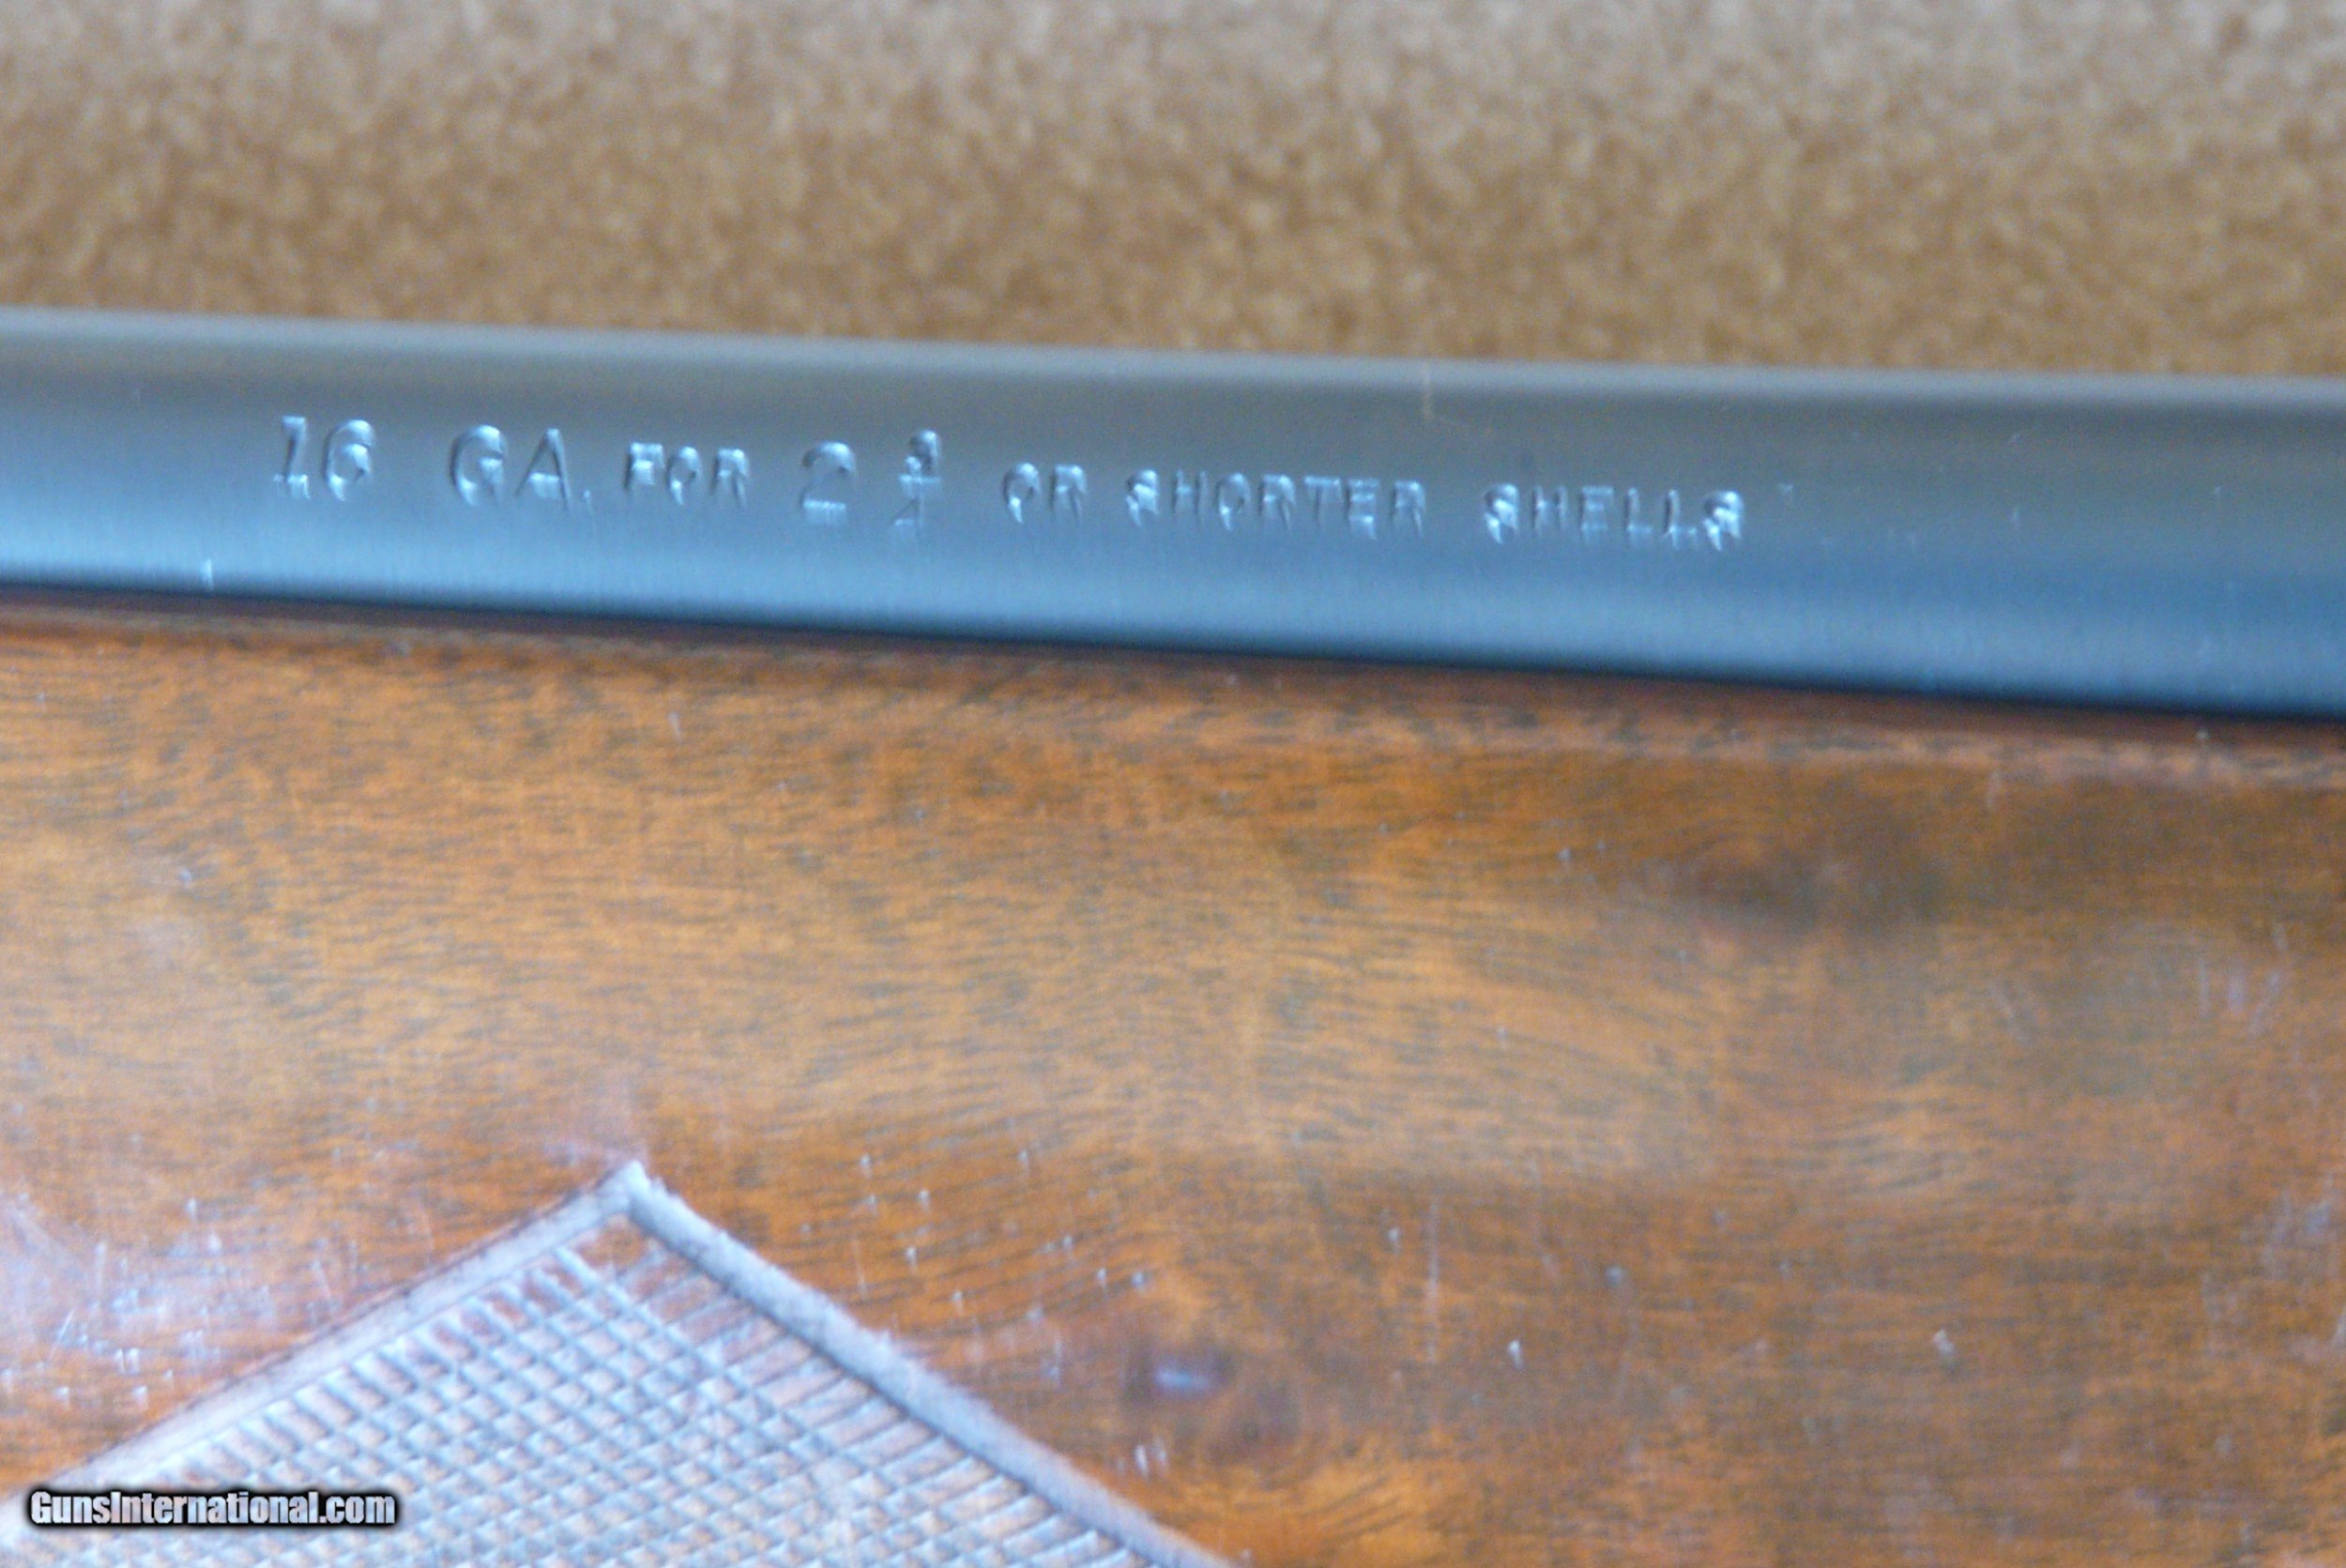 16 GA. FOR 2 3/4 OR SHORTER SHELLS
GunsInternational.com